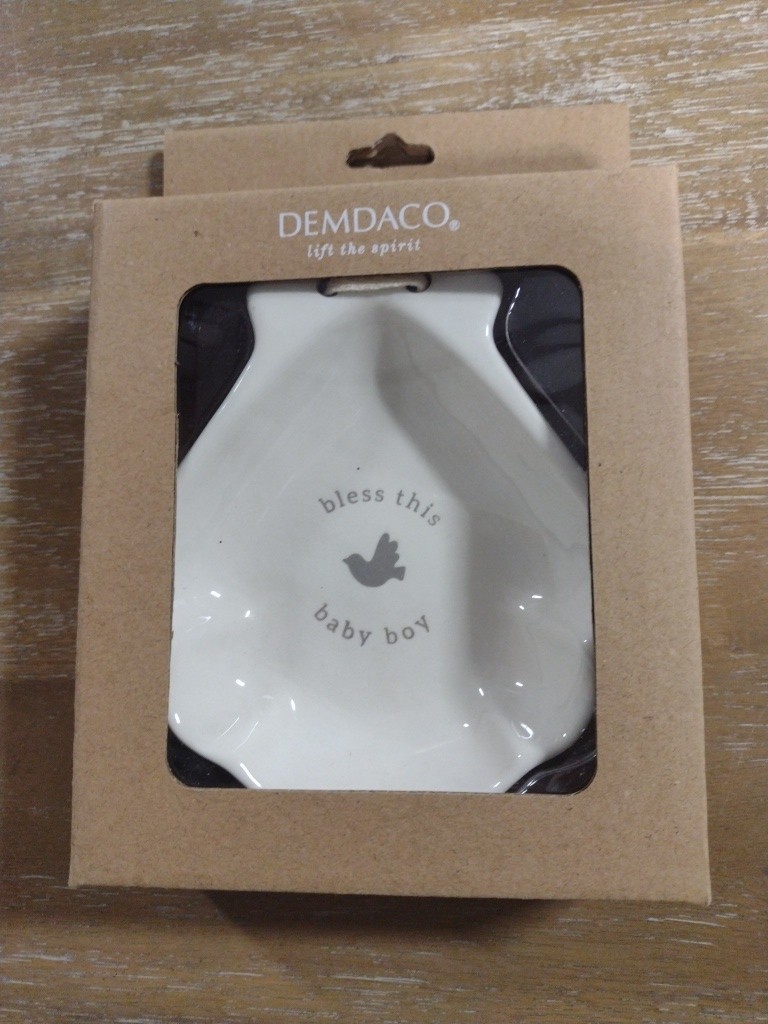 DEMDACO®
lift the spirit
bless this
baby boy